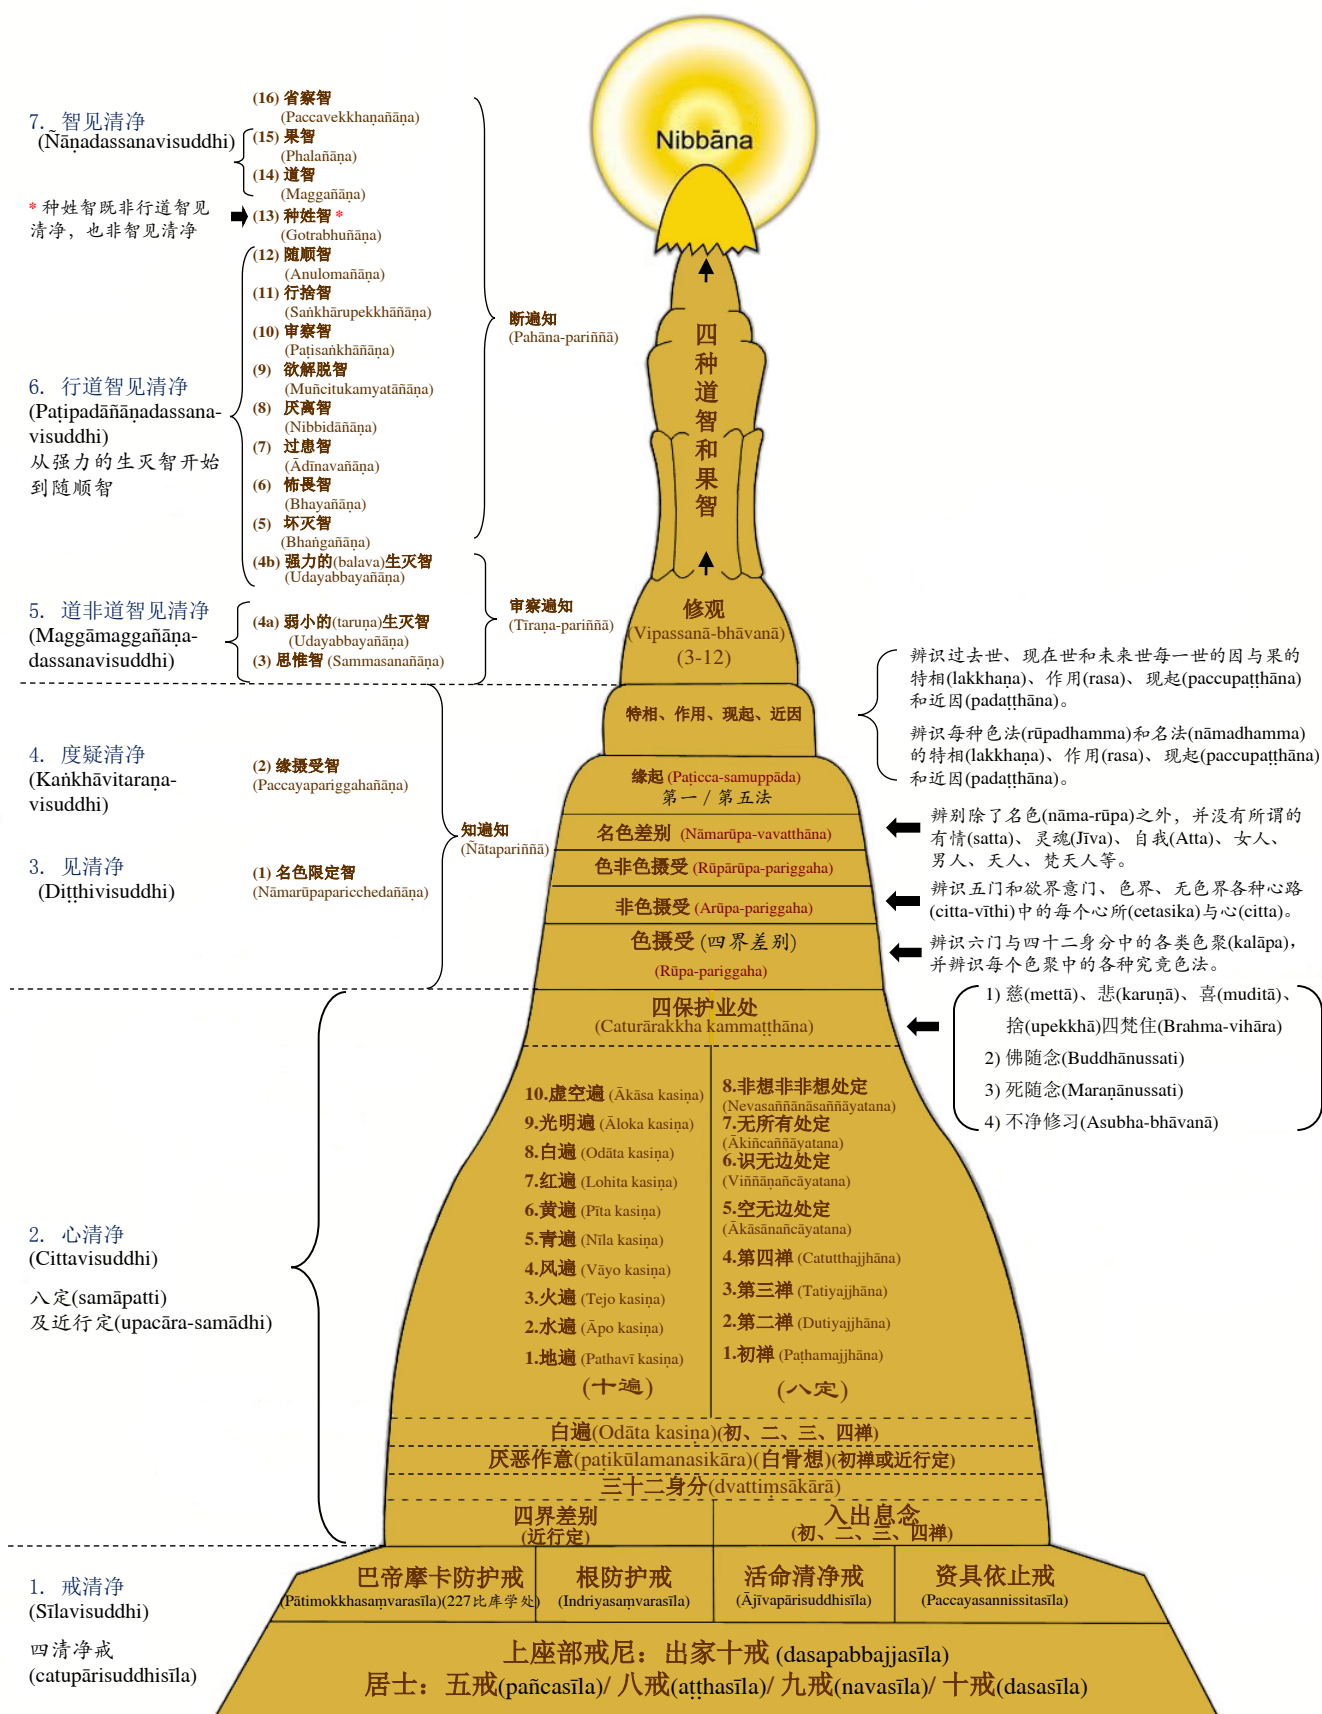 Nibbāna
7. 智见清净
(Ñāṇadassanavisuddhi)
* 种姓智既非行道智见
清净，也非智见清净
6. 行道智见清净
(Paṭipadāñāṇadassana-
visuddhi)
从强力的生灭智开始
到随顺智
5. 道非道智见清净
(Maggāmaggañāṇa-
dassanavisuddhi)
4. 度疑清净
(Kaṅkhāvitaraṇa-
visuddhi)
3. 见清净
(Diṭṭhivisuddhi)
2. 心清净
(Cittavisuddhi)
八定(samāpatti)
及近行定(upacāra-samādhi)
1. 戒清净
(Sīlavisuddhi)
四清净戒
(catupārisuddhisīla)
(16) 省察智
(Paccavekkhaṇañāṇa)
(15) 果智
(Phalañāṇa)
(14) 道智
(Maggañāṇa)
(13) 种姓智 *
(Gotrabhuñāṇa)
(12) 随顺智
(Anulomañāṇa)
(11) 行捨智
(Saṅkhārupekkhāñāṇa)
(10) 审察智
(Paṭisaṅkhāñāṇa)
(9) 欲解脱智
(Muñcitukamyatāñāṇa)
(8) 厌离智
(Nibbidāñāṇa)
(7) 过患智
(Ādīnavañāṇa)
(6) 怖畏智
(Bhayañāṇa)
(5) 坏灭智
(Bhaṅgañāṇa)
(4b) 强力的(balava)生灭智
(Udayabbayañāṇa)
(4a) 弱小的(taruṇa)生灭智
(Udayabbayañāṇa)
(3) 思惟智 (Sammasanañāṇa)
(2) 缘摄受智
(Paccayapariggahañāṇa)
(1) 名色限定智
(Nāmarūpaparicchedañāṇa)
断遍知
(Pahāna-pariññā)
审察遍知
(Tīraṇa-pariññā)
知遍知
(Ñātapariññā)
四
种
道
智
和
果
智
修观
(Vipassanā-bhāvanā)
(3-12)
特相、作用、现起、近因
缘起 (Paṭicca-samuppāda)
第一 / 第五法
名色差别 (Nāmarūpa-vavatthāna)
色非色摄受 (Rūpārūpa-pariggaha)
非色摄受 (Arūpa-pariggaha)
色摄受 (四界差别)
(Rūpa-pariggaha)
四保护业处
(Caturārakkha kammaṭṭhāna)
10.虚空遍 (Ākāsa kasiṇa)
9.光明遍 (Āloka kasiṇa)
8.白遍 (Odāta kasiṇa)
7.红遍 (Lohita kasiṇa)
6.黄遍 (Pīta kasiṇa)
5.青遍 (Nīla kasiṇa)
4.风遍 (Vāyo kasiṇa)
3.火遍 (Tejo kasiṇa)
2.水遍 (Āpo kasiṇa)
1.地遍 (Pathavī kasiṇa)
(十遍)
8.非想非非想处定
(Nevasaññānāsaññāyatana)
7.无所有处定
(Ākiñcaññāyatana)
6.识无边处定
(Viññāṇañcāyatana)
5.空无边处定
(Ākāsānañcāyatana)
4.第四禅 (Catutthajjhāna)
3.第三禅 (Tatiyajjhāna)
2.第二禅 (Dutiyajjhāna)
1.初禅 (Paṭhamajjhāna)
(八定)
白遍(Odāta kasiṇa)(初、二、三、四禅)
厌恶作意(paṭikūlamanasikāra)(白骨想)(初禅或近行定)
三十二身分(dvattiṃsākārā)
四界差别
(近行定)
入出息念
(初、二、三、四禅)
巴帝摩卡防护戒
(Pātimokkhasaṃvarasīla)(227比库学处)
根防护戒
(Indriyasaṃvarasīla)
活命清净戒
(Ājīvapārisuddhisīla)
资具依止戒
(Paccayasannissitasīla)
上座部戒尼：出家十戒 (dasapabbajjasīla)
居士：五戒(pañcasīla)/ 八戒(aṭṭhasīla)/ 九戒(navasīla)/ 十戒(dasasīla)
辨识过去世、现在世和未来世每一世的因与果的
特相(lakkhaṇa)、作用(rasa)、现起(paccupaṭṭhāna)
和近因(padaṭṭhāna)。
辨识每种色法(rūpadhamma)和名法(nāmadhamma)
的特相(lakkhaṇa)、作用(rasa)、现起(paccupaṭṭhāna)
和近因(padaṭṭhāna)。
辨别除了名色(nāma-rūpa)之外，并没有所谓的
有情(satta)、灵魂(Jīva)、自我(Atta)、女人、
男人、天人、梵天人等。
辨识五门和欲界意门、色界、无色界各种心路
(citta-vīthi)中的每个心所(cetasika)与心(citta)。
辨识六门与四十二身分中的各类色聚(kalāpa)，
并辨识每个色聚中的各种究竟色法。
1) 慈(mettā)、悲(karuṇā)、喜(muditā)、
捨(upekkhā)四梵住(Brahma-vihāra)
2) 佛随念(Buddhānussati)
3) 死随念(Maraṇānussati)
4) 不净修习(Asubha-bhāvanā)